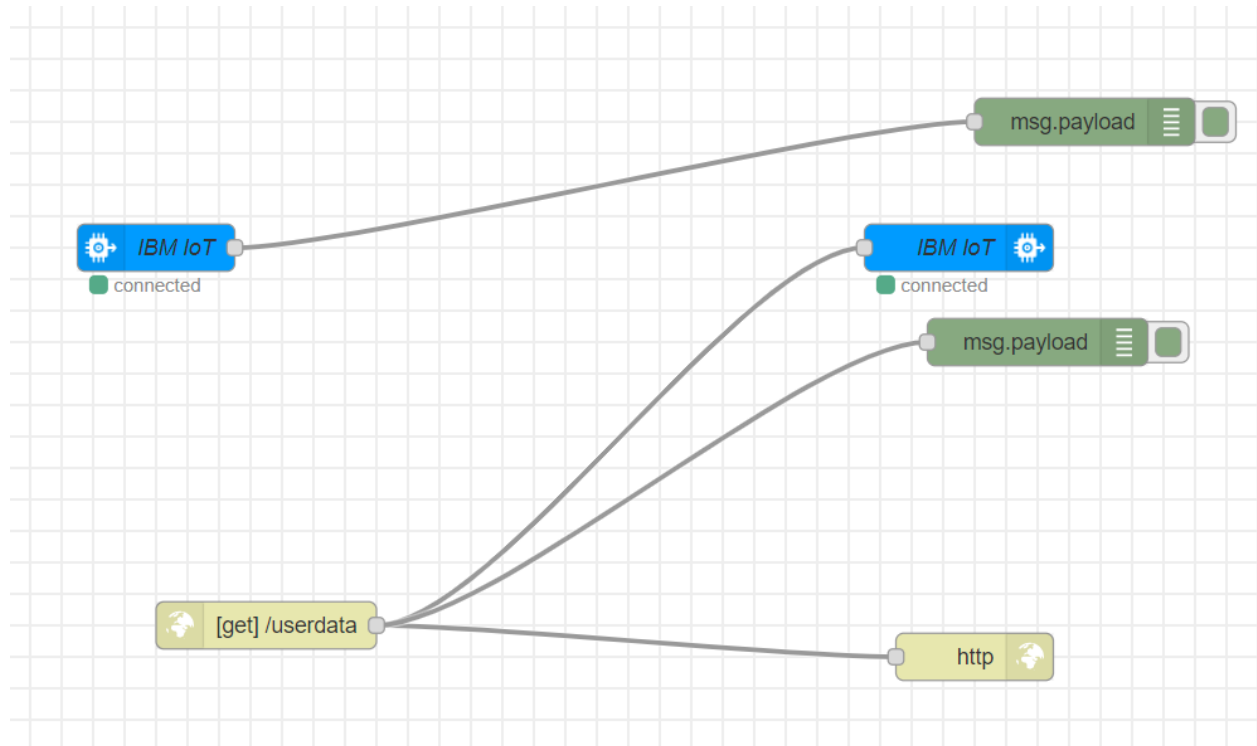 msg.payload
IBM IoT
IBM IoT
connected
connected
msg.payload
[get] /userdata
http